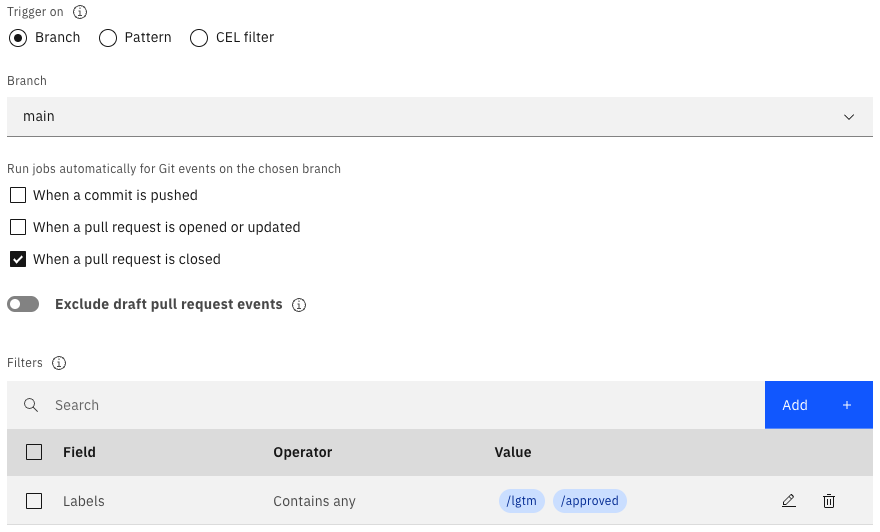 Trigger on
Branch Pattern CEL filter
Branch
main
Run jobs automatically for Git events on the chosen branch
When a commit is pushed
When a pull request is opened or updated
When a pull request is closed
Exclude draft pull request events
Filters
Search Add +
Field Operator Value
Labels Contains any /lgtm /approved